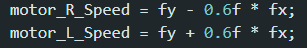 motor_R_Speed = fy - 0.6f * fx;
motor_L_Speed = fy + 0.6f * fx;